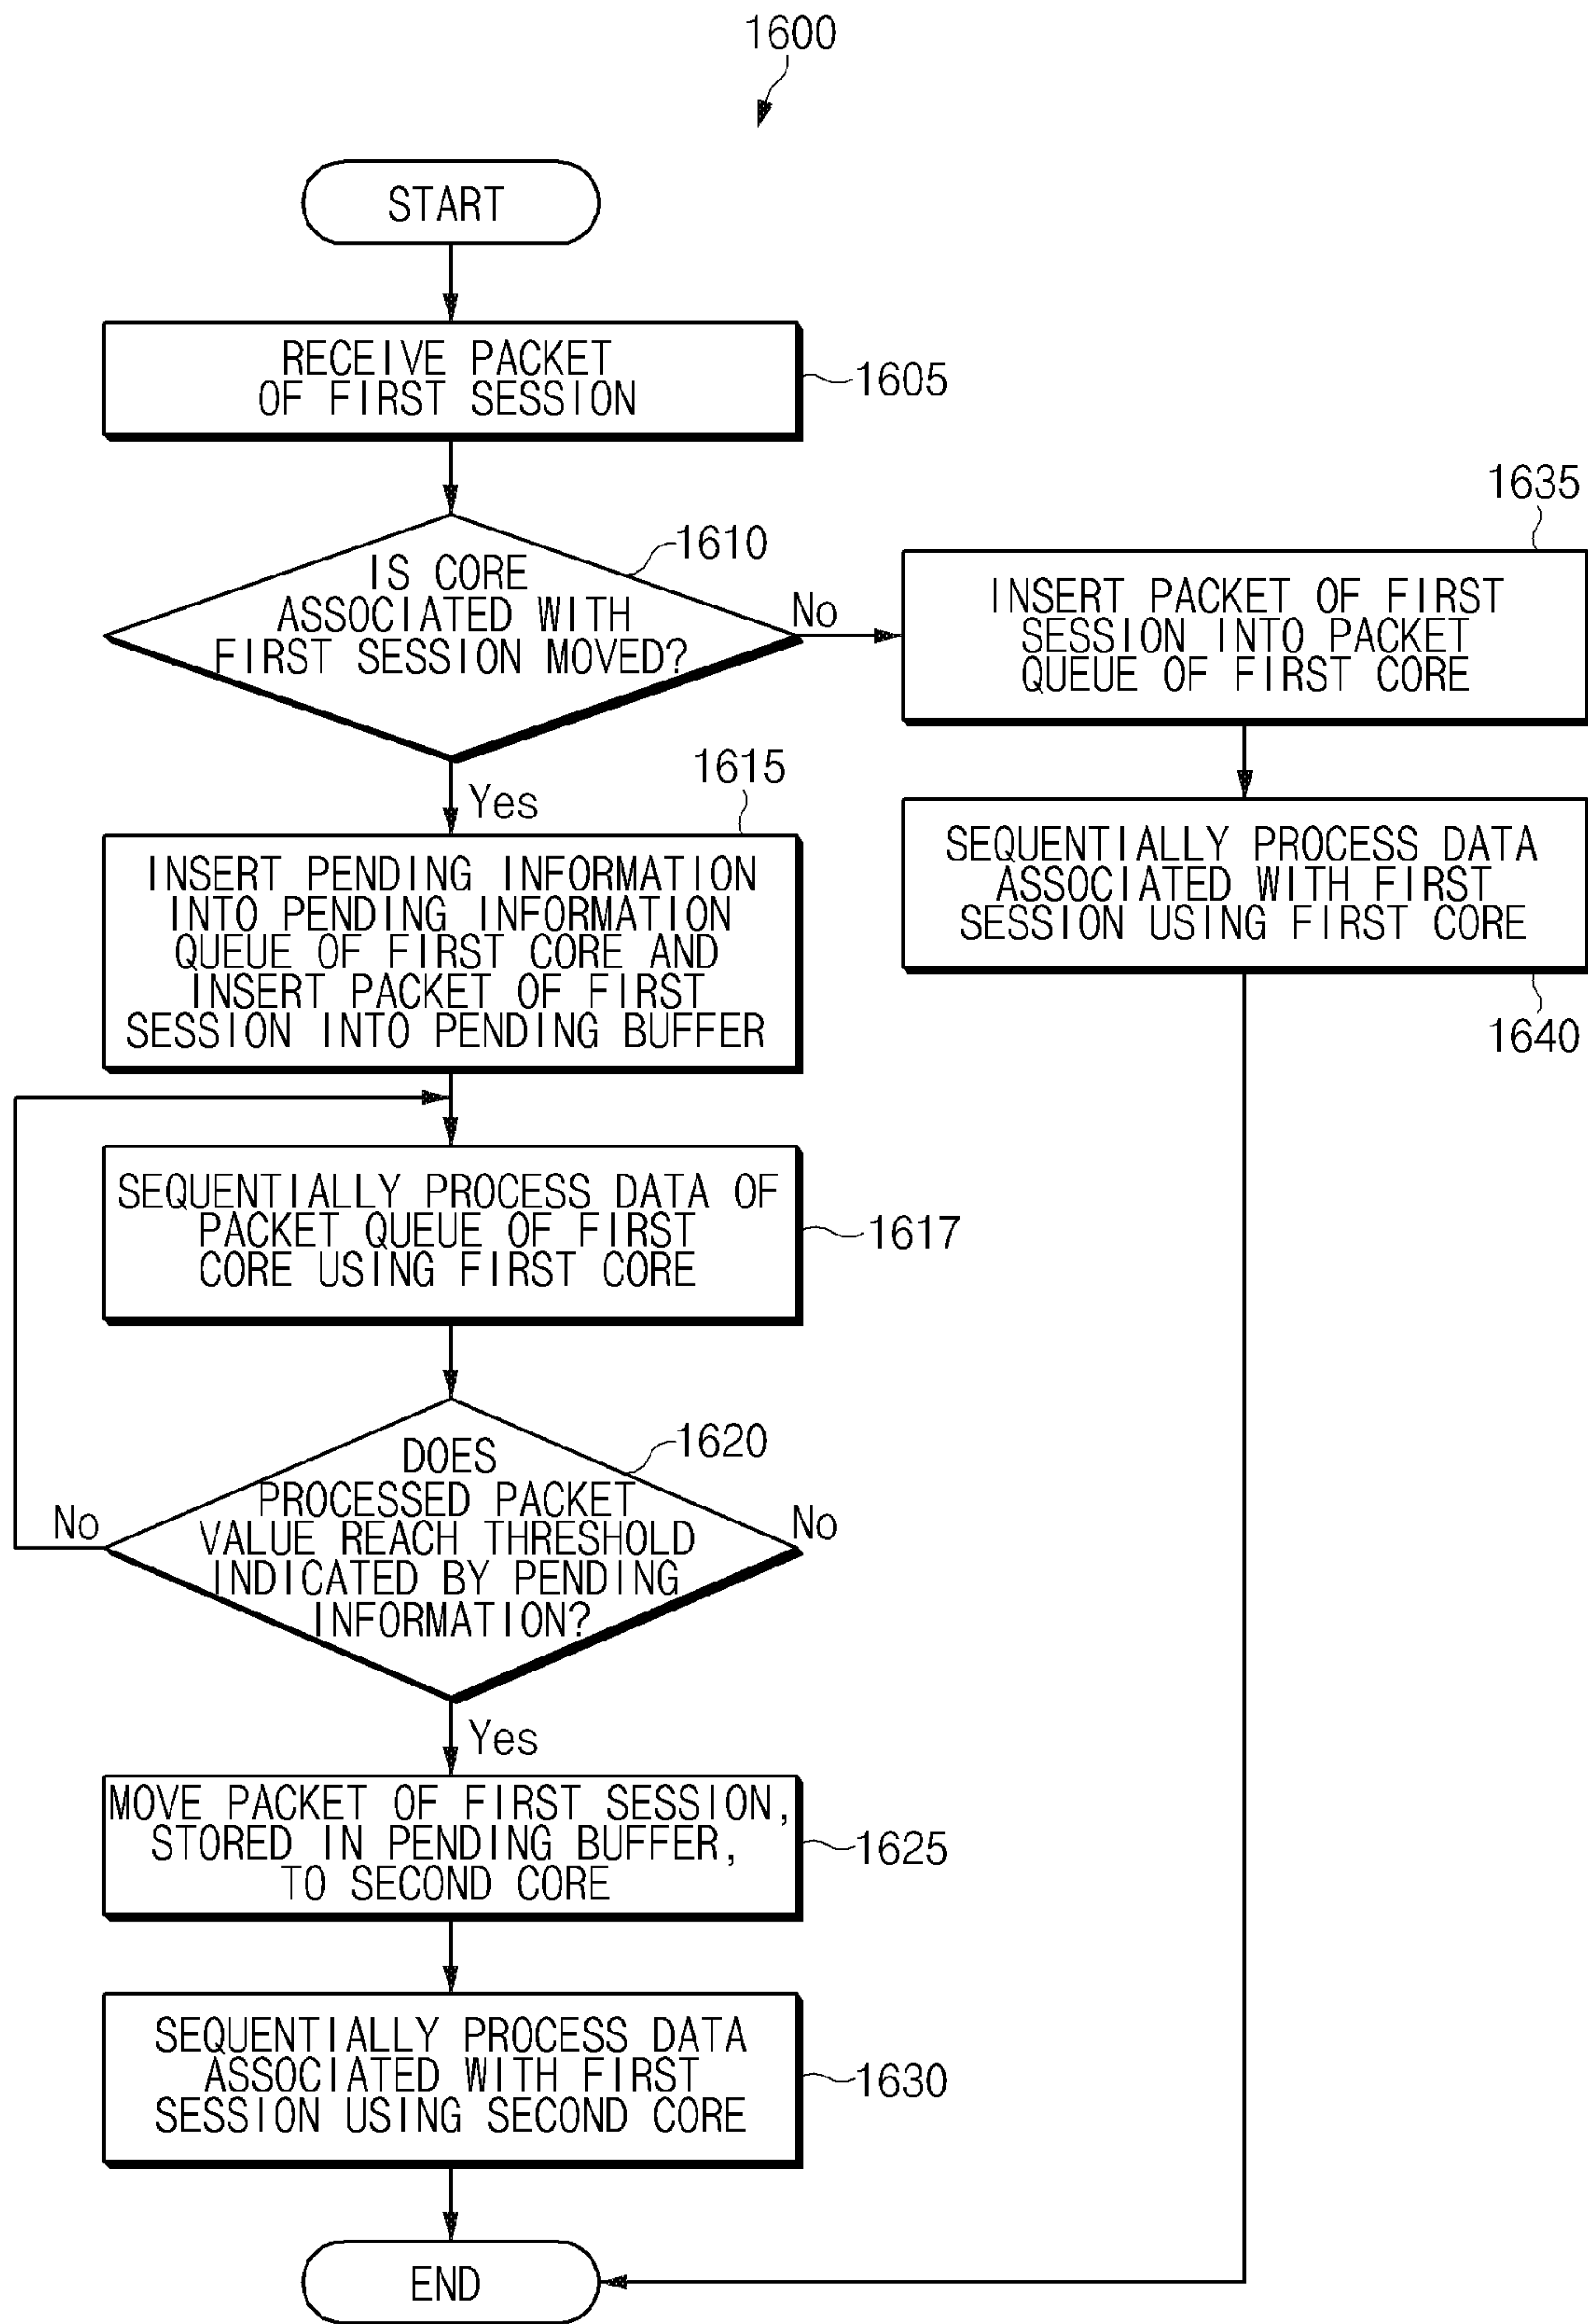 1600
START
RECEIVE PACKET
OF FIRST SESSION
1605
1610
IS CORE
ASSOCIATED WITH
FIRST SESSION MOVED?
No
Yes
1635
INSERT PACKET OF FIRST
SESSION INTO PACKET
QUEUE OF FIRST CORE
SEQUENTIALLY PROCESS DATA
ASSOCIATED WITH FIRST
SESSION USING FIRST CORE
1640
1615
INSERT PENDING INFORMATION
INTO PENDING INFORMATION
QUEUE OF FIRST CORE AND
INSERT PACKET OF FIRST
SESSION INTO PENDING BUFFER
SEQUENTIALLY PROCESS DATA OF
PACKET QUEUE OF FIRST
CORE USING FIRST CORE
1617
1620
DOES
PROCESSED PACKET
VALUE REACH THRESHOLD
INDICATED BY PENDING
INFORMATION?
No
No
Yes
MOVE PACKET OF FIRST SESSION,
STORED IN PENDING BUFFER,
TO SECOND CORE
1625
SEQUENTIALLY PROCESS DATA
ASSOCIATED WITH FIRST
SESSION USING SECOND CORE
1630
END